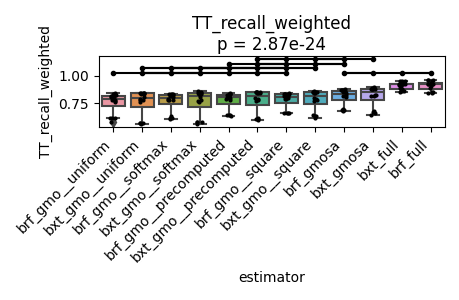 TT_recall_weighted
p = 2.87e-24
TT_recall_weighted
1.00
0.75
brf_gmo__uniform
bxt_gmo__uniform
brf_gmo__softmax
bxt_gmo__softmax
brf_gmo__precomputed
bxt_gmo__precomputed
brf_gmo__square
bxt_gmo__square
brf_gmosa
bxt_gmosa
bxt_full
brf_full
estimator